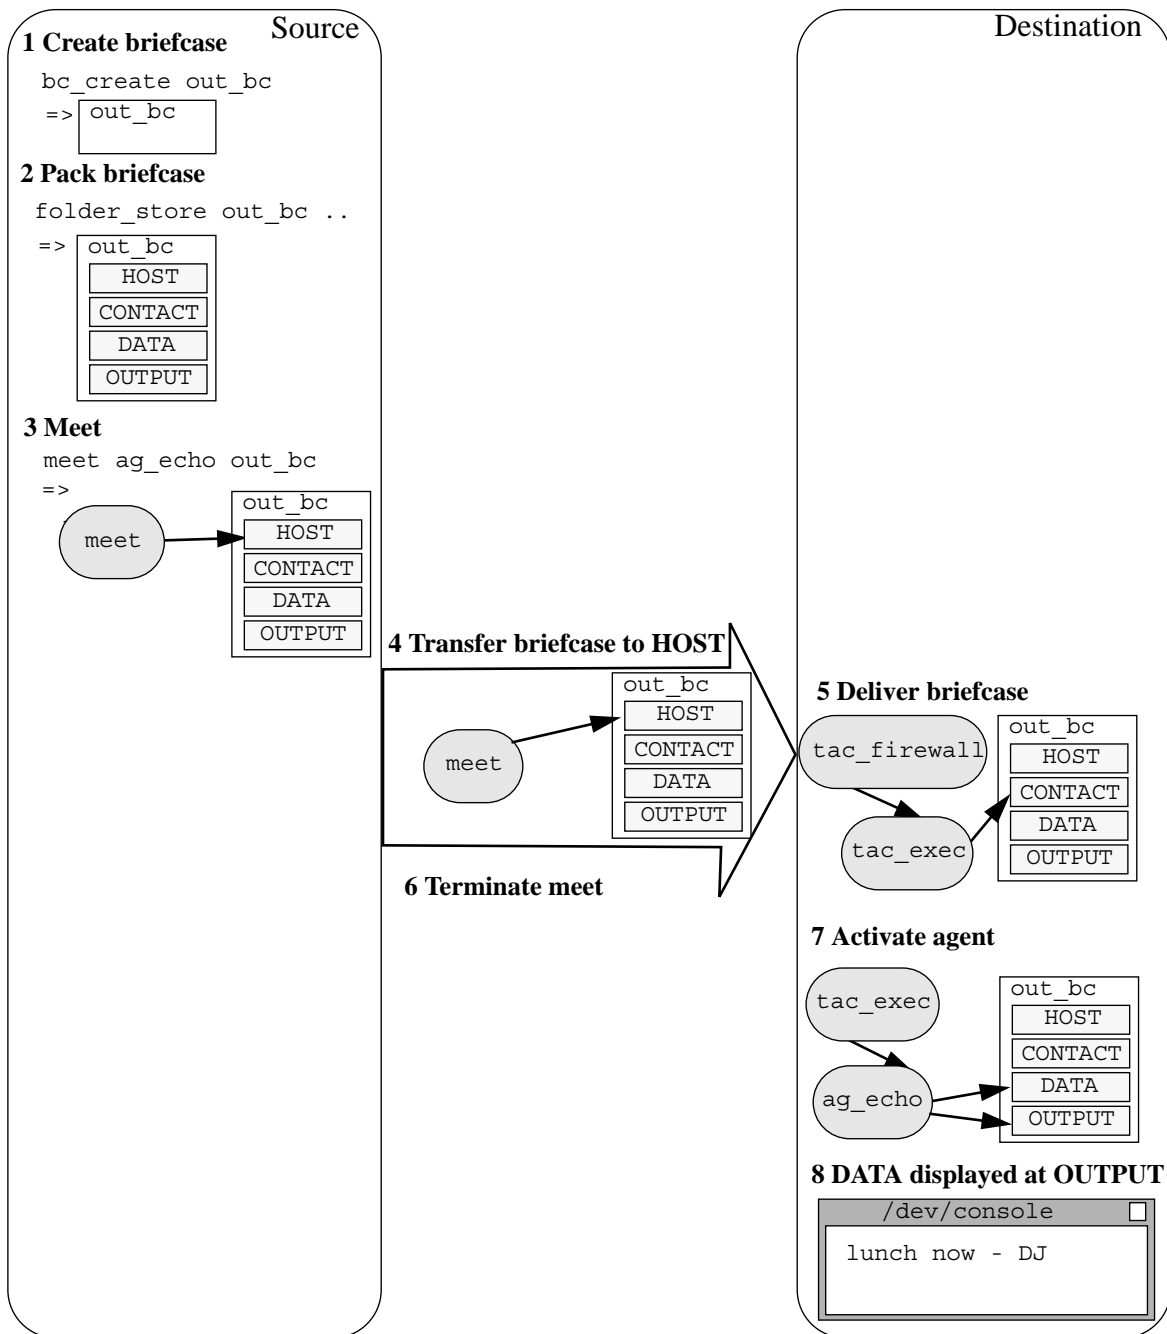 Source
1 Create briefcase
bc_create out_bc
=> out_bc
2 Pack briefcase
folder_store out_bc ..
=> out_bc
HOST
CONTACT
DATA
OUTPUT
3 Meet
meet ag_echo out_bc
=>
meet
out_bc
HOST
CONTACT
DATA
OUTPUT
4 Transfer briefcase to HOST
meet
out_bc
HOST
CONTACT
DATA
OUTPUT
6 Terminate meet
Destination
5 Deliver briefcase
tac_firewall
tac_exec
out_bc
HOST
CONTACT
DATA
OUTPUT
7 Activate agent
tac_exec
ag_echo
out_bc
HOST
CONTACT
DATA
OUTPUT
8 DATA displayed at OUTPUT
/dev/console
lunch now - DJ